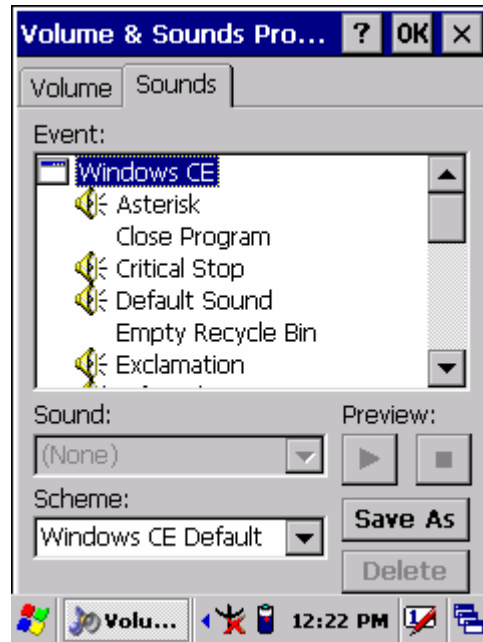 Volume & Sounds Pro... ? OK ×
Volume Sounds
Event:
Windows CE
Asterisk
Close Program
Critical Stop
Default Sound
Empty Recycle Bin
Exclamation
Sound: Preview:
(None)
Scheme:
Save As
Windows CE Default
Delete
Volu... 12:22 PM